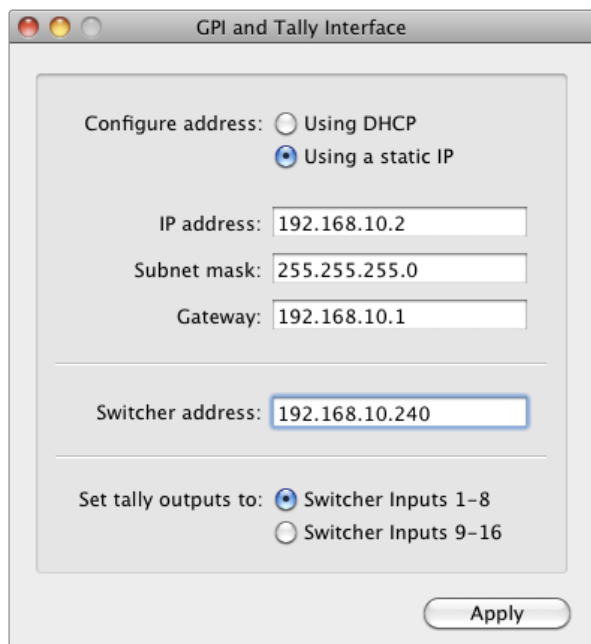 GPI and Tally Interface
Configure address: Using DHCP
Using a static IP
IP address: 192.168.10.2
Subnet mask: 255.255.255.0
Gateway: 192.168.10.1
Switcher address: 192.168.10.240
Set tally outputs to: Switcher Inputs 1-8
Switcher Inputs 9-16
Apply